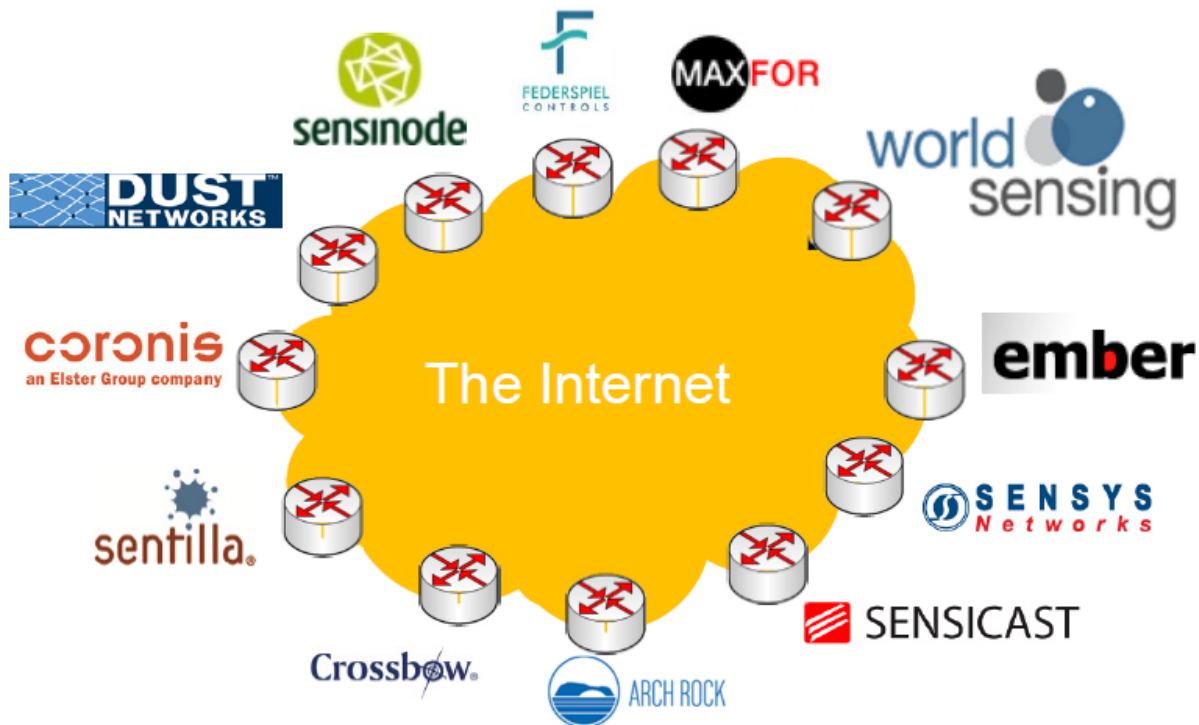 FEDERSPIEL
CONTROLS
MAXFOR
sensinode
world
sensing
DUST™
NETWORKS
coronis
an Elster Group company
The Internet
ember
SENSYS
Networks
sentilla®
SENSICAST
Crossbow®
ARCH ROCK